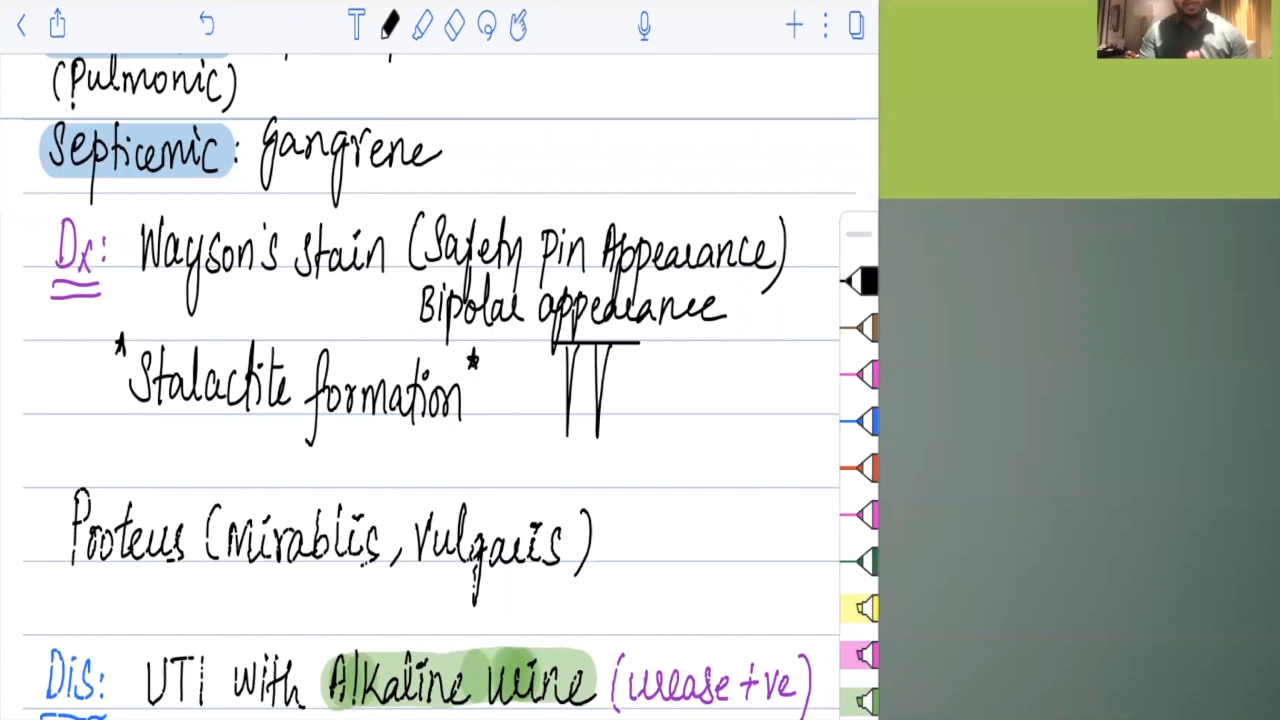 (Pulmonic)
Septicemic: Gangrene
Dx: Wayson's stain (Safety pin Appearance)
Bipolar appearance
*Stalactite formation*
Proteus (Mirablis, Vulgaris)
Dis: UTI with Alkaline urine (urease +ve)